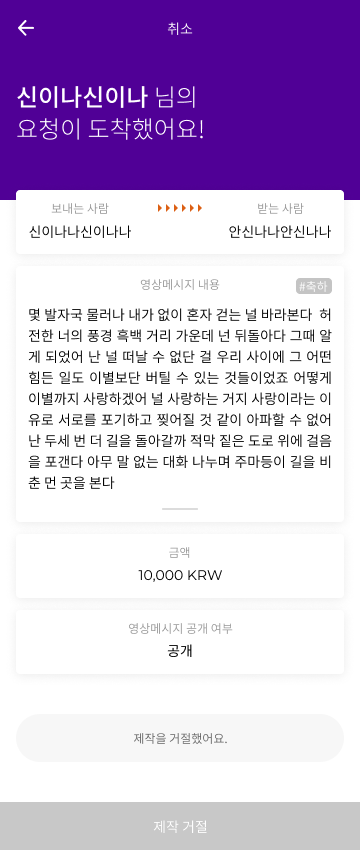 취소
신이나신이나 님의
요청이 도착했어요!
보내는 사람
받는 사람
신이나나신이나나
안신나나안신나나
영상메시지 내용
#축하
몇 발자국 물러나 내가 없이 혼자 걷는 널 바라본다 허
전한 너의 풍경 흑백 거리 가운데 넌 뒤돌아다 그때 알
게 되었어 난 널 떠날 수 없단 걸 우리 사이에 그 어떤
힘든 일도 이별보단 버틸 수 있는 것들이었죠 어떻게
이별까지 사랑하겠어 널 사랑하는 거지 사랑이라는 이
유로 서로를 포기하고 찢어질 것 같이 아파할 수 없어
난 두세 번 더 길을 돌아갈까 적막 짙은 도로 위에 걸음
을 포갠다 아무 말 없는 대화 나누며 주마등이 길을 비
춘 먼 곳을 본다
금액
10,000 KRW
영상메시지 공개 여부
공개
제작을 거절했어요.
제작 거절